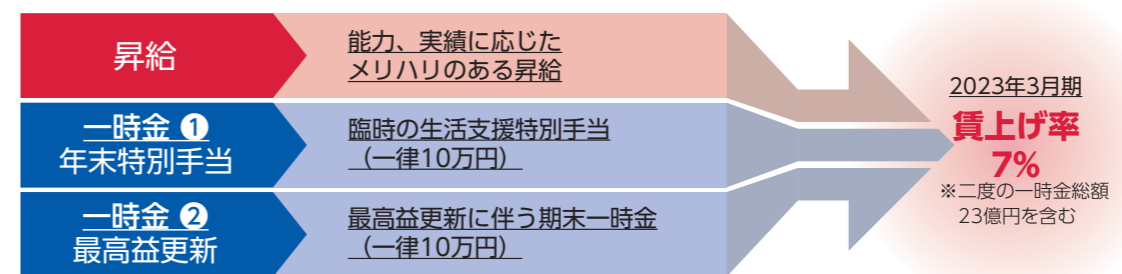 昇給
能力、実績に応じた
メリハリのある昇給
一時金 ❶
年末特別手当
臨時の生活支援特別手当
（一律10万円）
一時金 ❷
最高益更新
最高益更新に伴う期末一時金
（一律10万円）
2023年3月期
賃上げ率
7%
※二度の一時金総額
23億円を含む